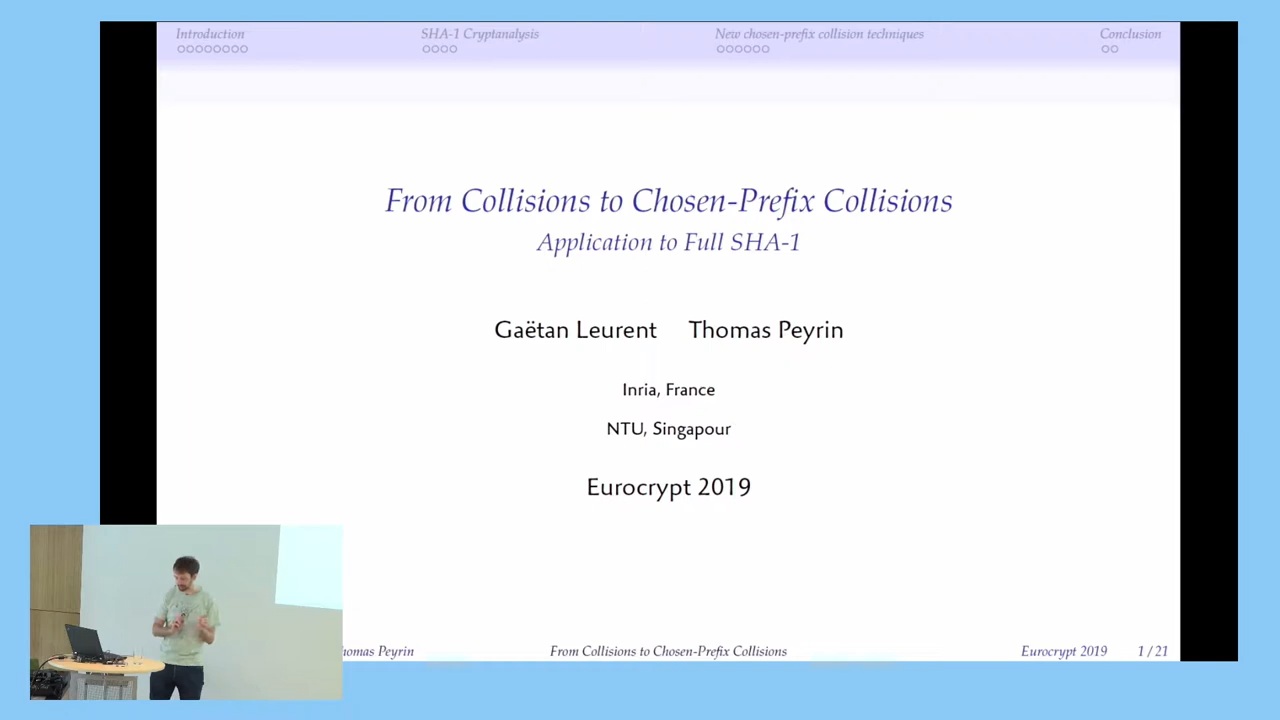 Introduction
SHA-1 Cryptanalysis
New chosen-prefix collision techniques
Conclusion
From Collisions to Chosen-Prefix Collisions
Application to Full SHA-1
Gaëtan Leurent Thomas Peyrin
Inria, France
NTU, Singapour
Eurocrypt 2019
Peyrin From Collisions to Chosen-Prefix Collisions Eurocrypt 2019 1 / 21